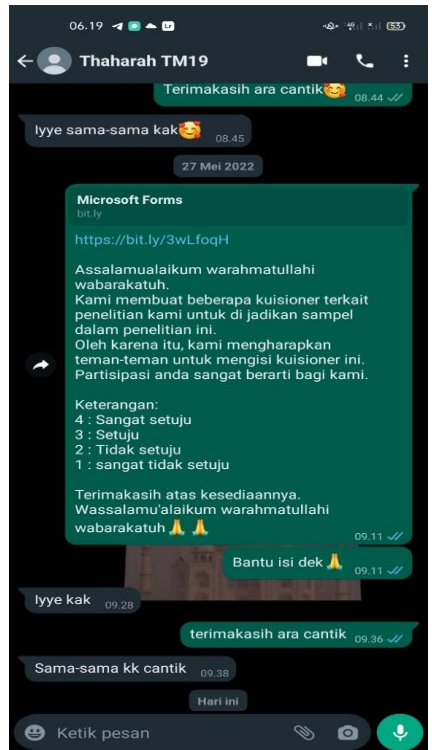 06.19 53
Thaharah TM19
Terimakasih ara cantik🥰 08.44
Iyye sama-sama kak🥰 08.45
27 Mei 2022
Microsoft Forms
bit.ly
https://bit.ly/3wLfoqH
Assalamualaikum warahmatullahi
wabarakatuh.
Kami membuat beberapa kuisioner terkait
penelitian kami untuk di jadikan sampel
dalam penelitian ini.
Oleh karena itu, kami mengharapkan
teman-teman untuk mengisi kuisioner ini.
Partisipasi anda sangat berarti bagi kami.
Keterangan:
4 : Sangat setuju
3 : Setuju
2 : Tidak setuju
1 : sangat tidak setuju
Terimakasih atas kesediaannya.
Wassalamu'alaikum warahmatullahi
wabarakatuh 🙏 🙏 09.11
Bantu isi dek 🙏 09.11
Iyye kak 09.28
terimakasih ara cantik 09.36
Sama-sama kk cantik 09.38
Hari ini
Ketik pesan